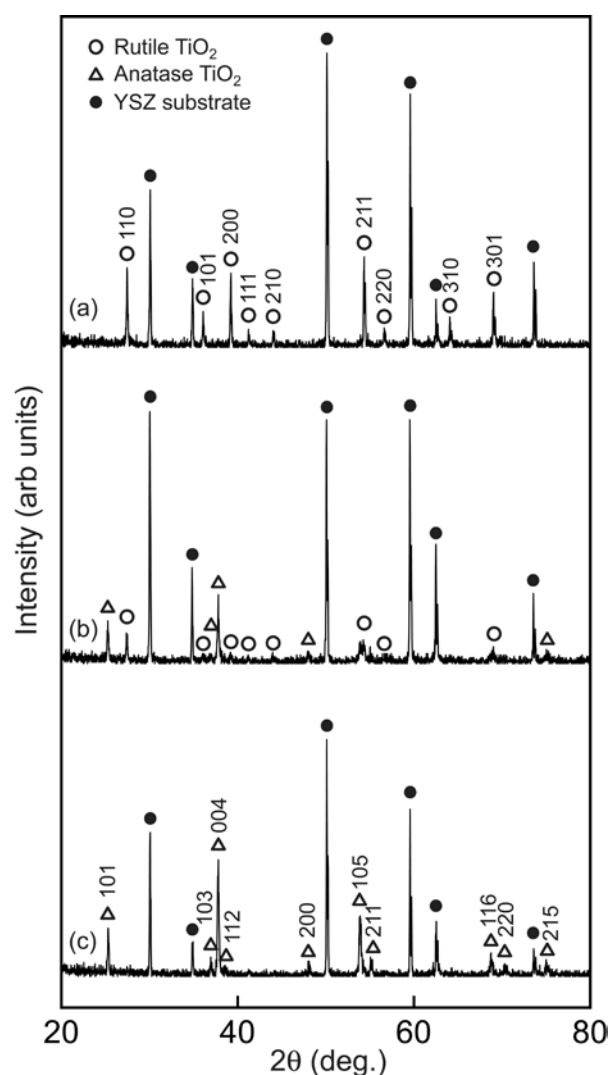 Rutile TiO₂
Anatase TiO₂
YSZ substrate
110
101
200
111
210
211
220
310
301
(a)
(b)
101
103
004
112
200
105
211
116
220
215
(c)
20
40
60
80
2θ (deg.)
Intensity (arb units)